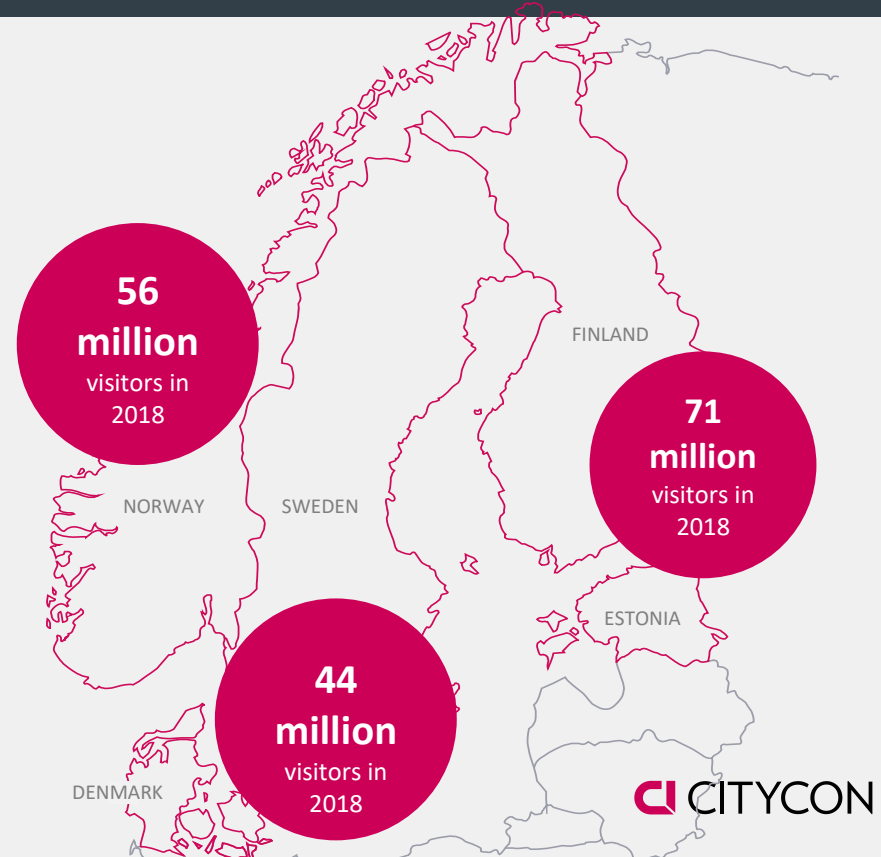 56
million
visitors in
2018
FINLAND
71
million
visitors in
2018
NORWAY
SWEDEN
ESTONIA
44
million
visitors in
2018
DENMARK
CITYCON